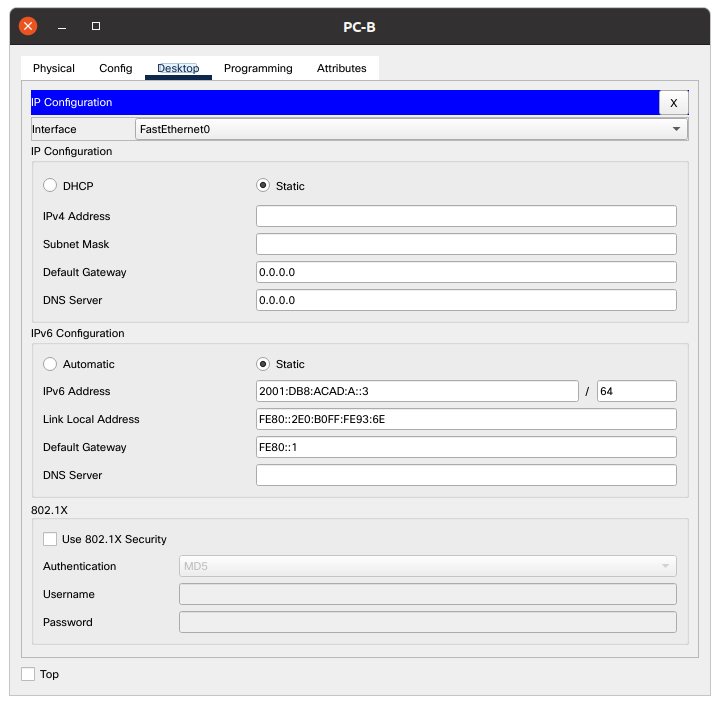 PC-B
Physical Config Desktop Programming Attributes
IP Configuration X
Interface FastEthernet0
IP Configuration
DHCP Static
IPv4 Address
Subnet Mask
Default Gateway 0.0.0.0
DNS Server 0.0.0.0
IPv6 Configuration
Automatic Static
IPv6 Address 2001:DB8:ACAD:A::3 / 64
Link Local Address FE80::2E0:B0FF:FE93:6E
Default Gateway FE80::1
DNS Server
802.1X
Use 802.1X Security
Authentication MD5
Username
Password
Top